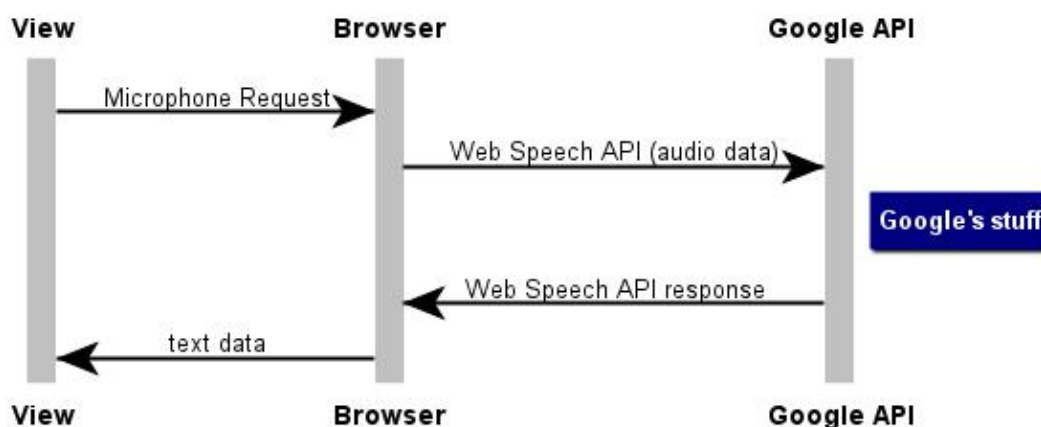 View Browser Google API
Microphone Request
Web Speech API (audio data)
Google's stuff
Web Speech API response
text data
View Browser Google API